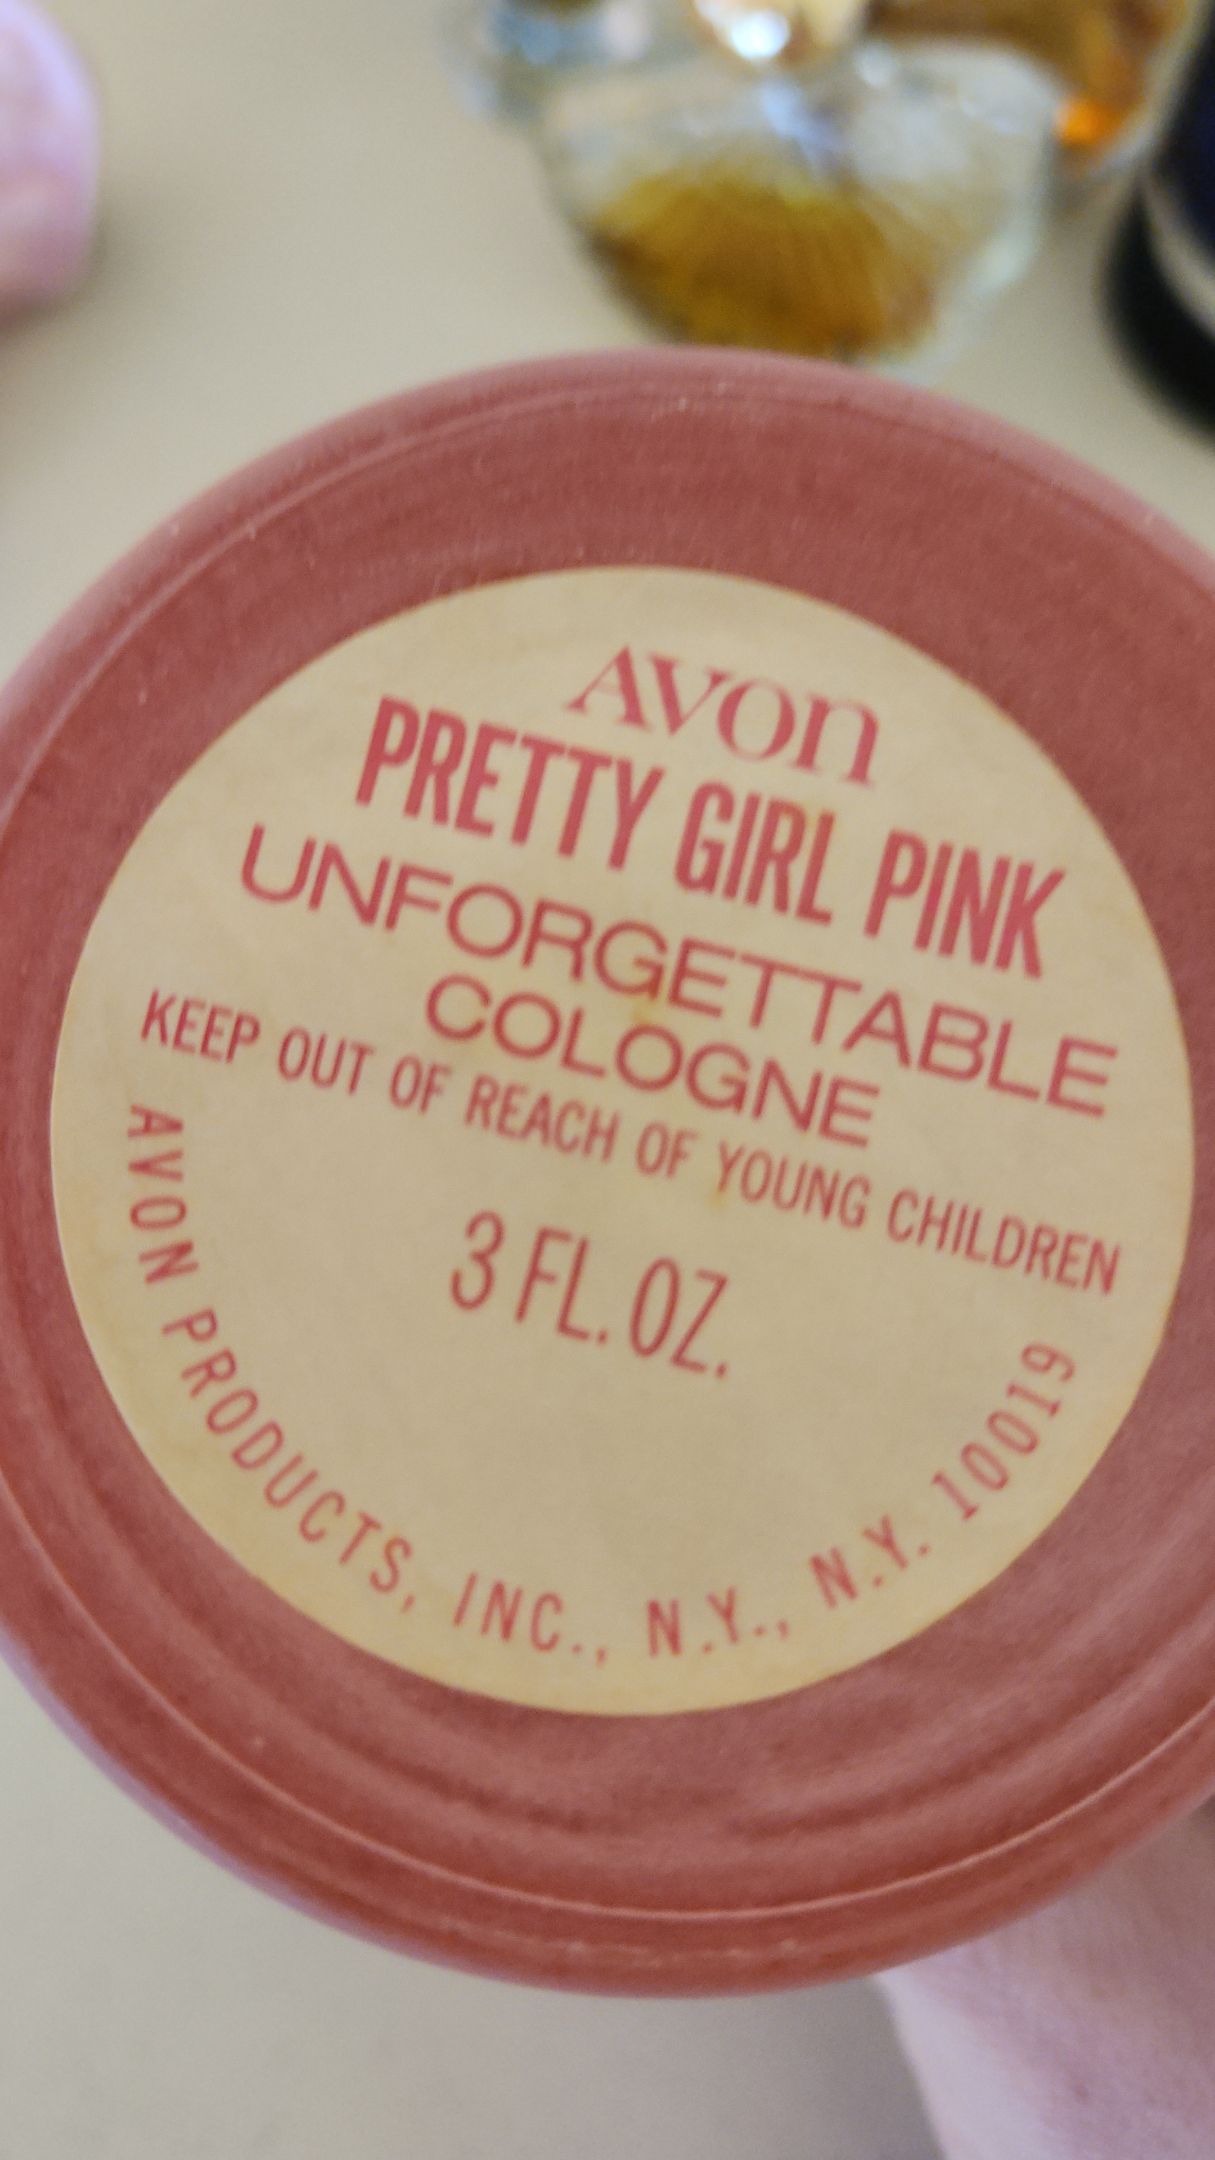 AVON
PRETTY GIRL PINK
UNFORGETTABLE
COLOGNE
KEEP OUT OF REACH OF YOUNG CHILDREN
3 FL. OZ.
AVON PRODUCTS, INC., N.Y., N.Y. 10019